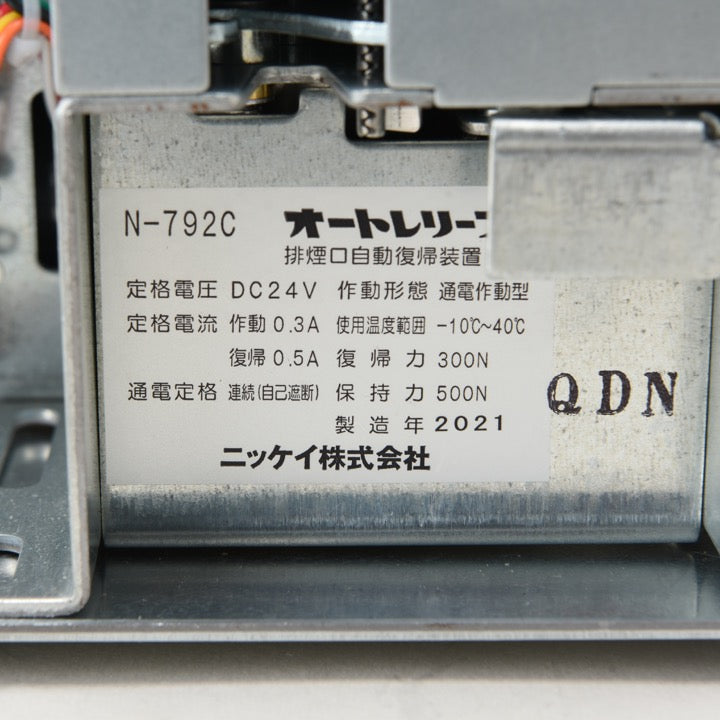 N-792C オートレリー
排煙口自動復帰装置
定格電圧 DC24V 作動形態 通電作動型
定格電流 作動 0.3A 使用温度範囲 -10℃~40℃
復帰 0.5A 復帰力 300N
通電定格 連続(自己遮断) 保持力 500N
製造年 2021
ニッケイ株式会社
QDN